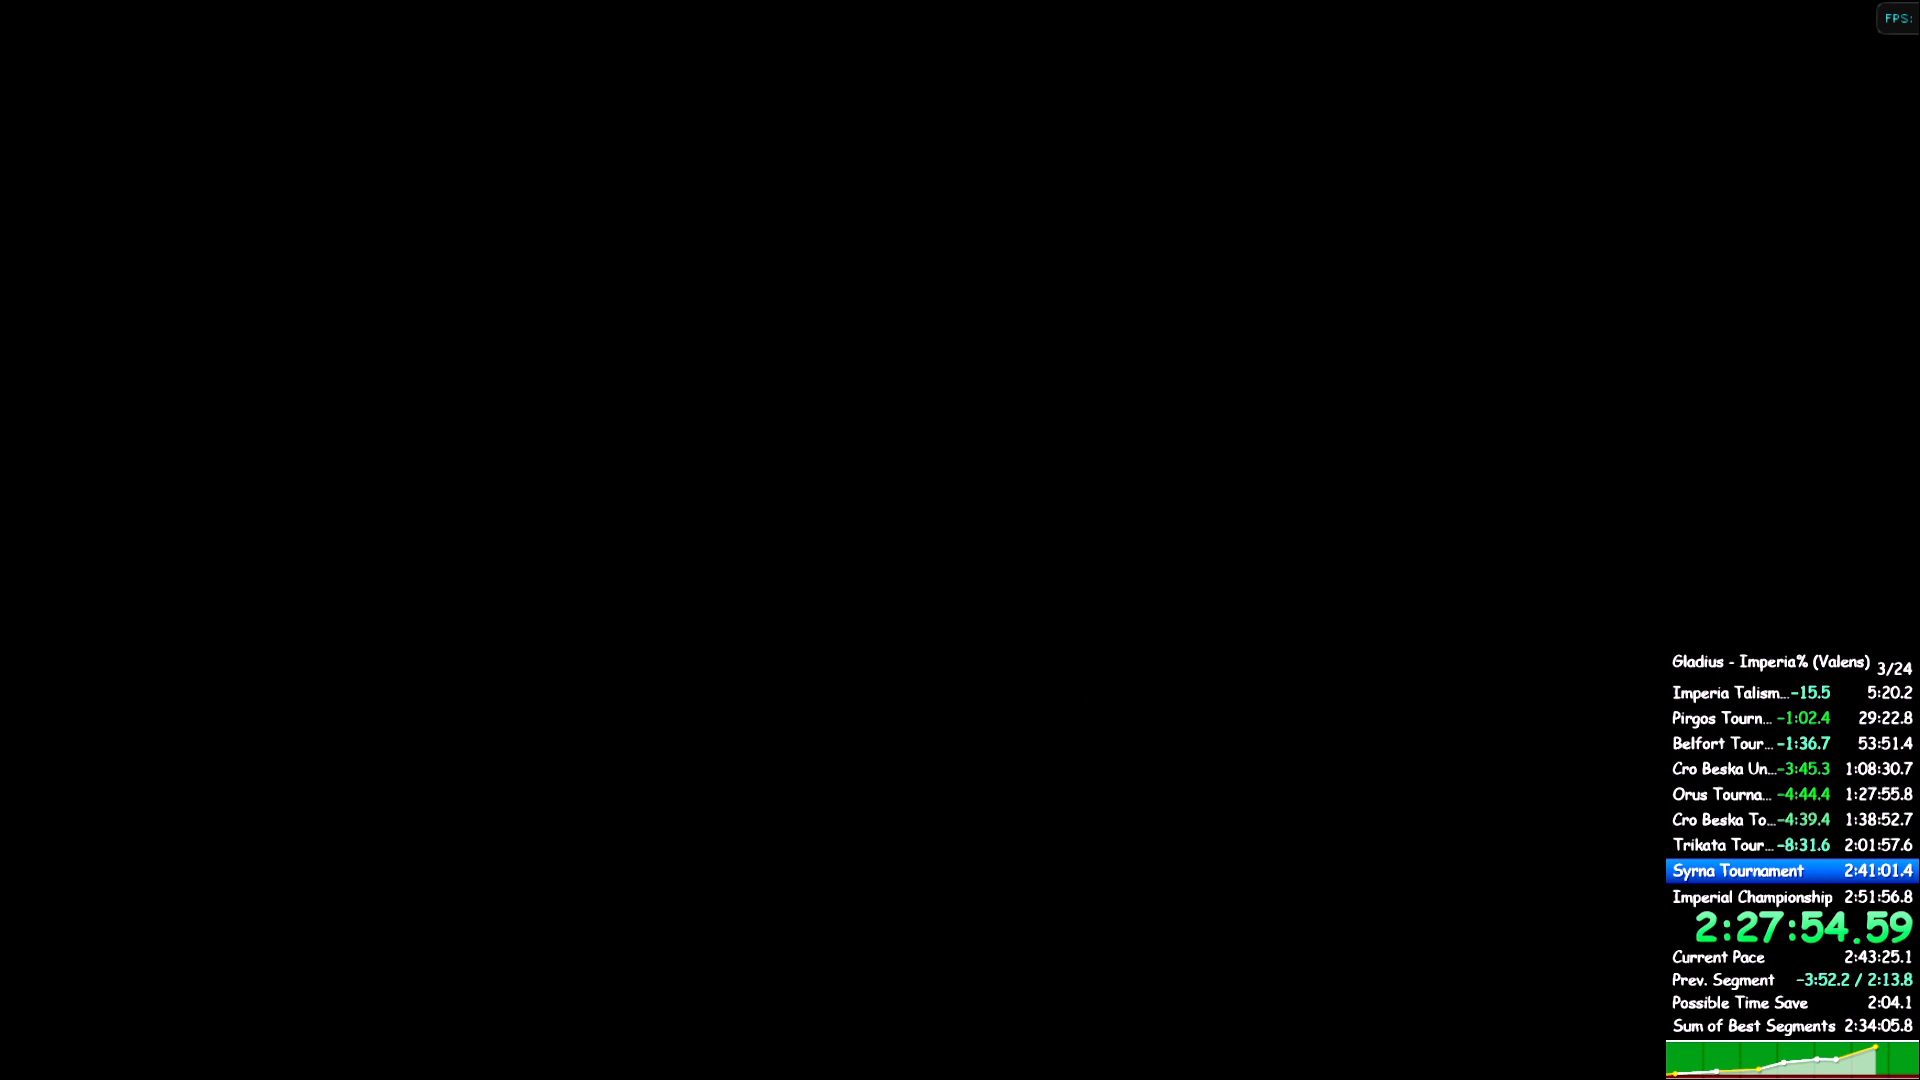 FPS:
Gladius - Imperia% (Valens) 3/24
Imperia Talism... -15.5 5:20.2
Pirgos Tourn... -1:02.4 29:22.8
Belfort Tour... -1:36.7 53:51.4
Cro Beska Un... -3:45.3 1:08:30.7
Orus Tourna... -4:44.4 1:27:55.8
Cro Beska To... -4:39.4 1:38:52.7
Trikata Tour... -8:31.6 2:01:57.6
Syrna Tournament 2:41:01.4
Imperial Championship 2:51:56.8
2:27:54.59
Current Pace 2:43:25.1
Prev. Segment -3:52.2 / 2:13.8
Possible Time Save 2:04.1
Sum of Best Segments 2:34:05.8